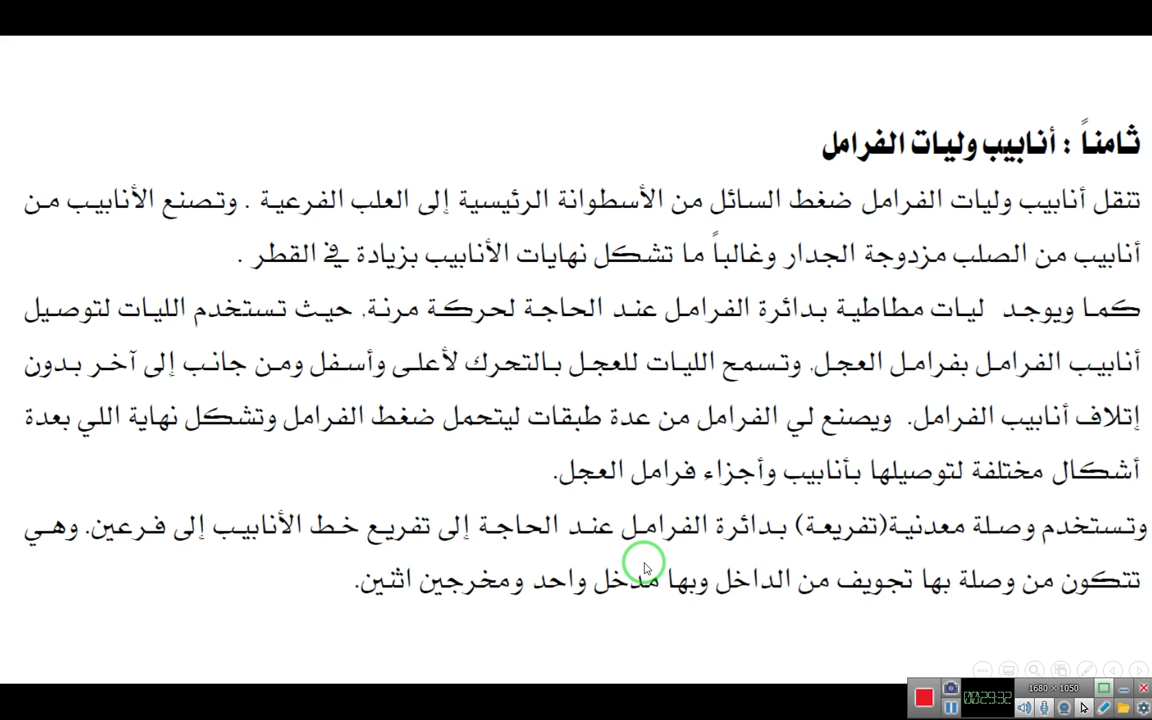 ثامناً : أنابيب وليات الفرامل
تنقل أنابيب وليات الفرامل ضغط السائل من الأسطوانة الرئيسية إلى العلب الفرعية . وتصنع الأنابيب من
أنابيب من الصلب مزدوجة الجدار وغالباً ما تشكل نهايات الأنابيب بزيادة في القطر .
كما ويوجد ليات مطاطية بدائرة الفرامل عند الحاجة لحركة مرنة، حيث تستخدم الليات لتوصيل
أنابيب الفرامل بفرامل العجل، وتسمح الليات للعجل بالتحرك لأعلى وأسفل ومن جانب إلى آخر بدون
إتلاف أنابيب الفرامل. ويصنع لي الفرامل من عدة طبقات ليتحمل ضغط الفرامل وتشكل نهاية اللي بعدة
أشكال مختلفة لتوصيلها بأنابيب وأجزاء فرامل العجل.
وتستخدم وصلة معدنية(تفريعة) بدائرة الفرامل عند الحاجة إلى تفريع خط الأنابيب إلى فرعين. وهي
تتكون من وصلة بها تجويف من الداخل وبها مدخل واحد ومخرجين اثنين.
1680 × 1050
00:29:32